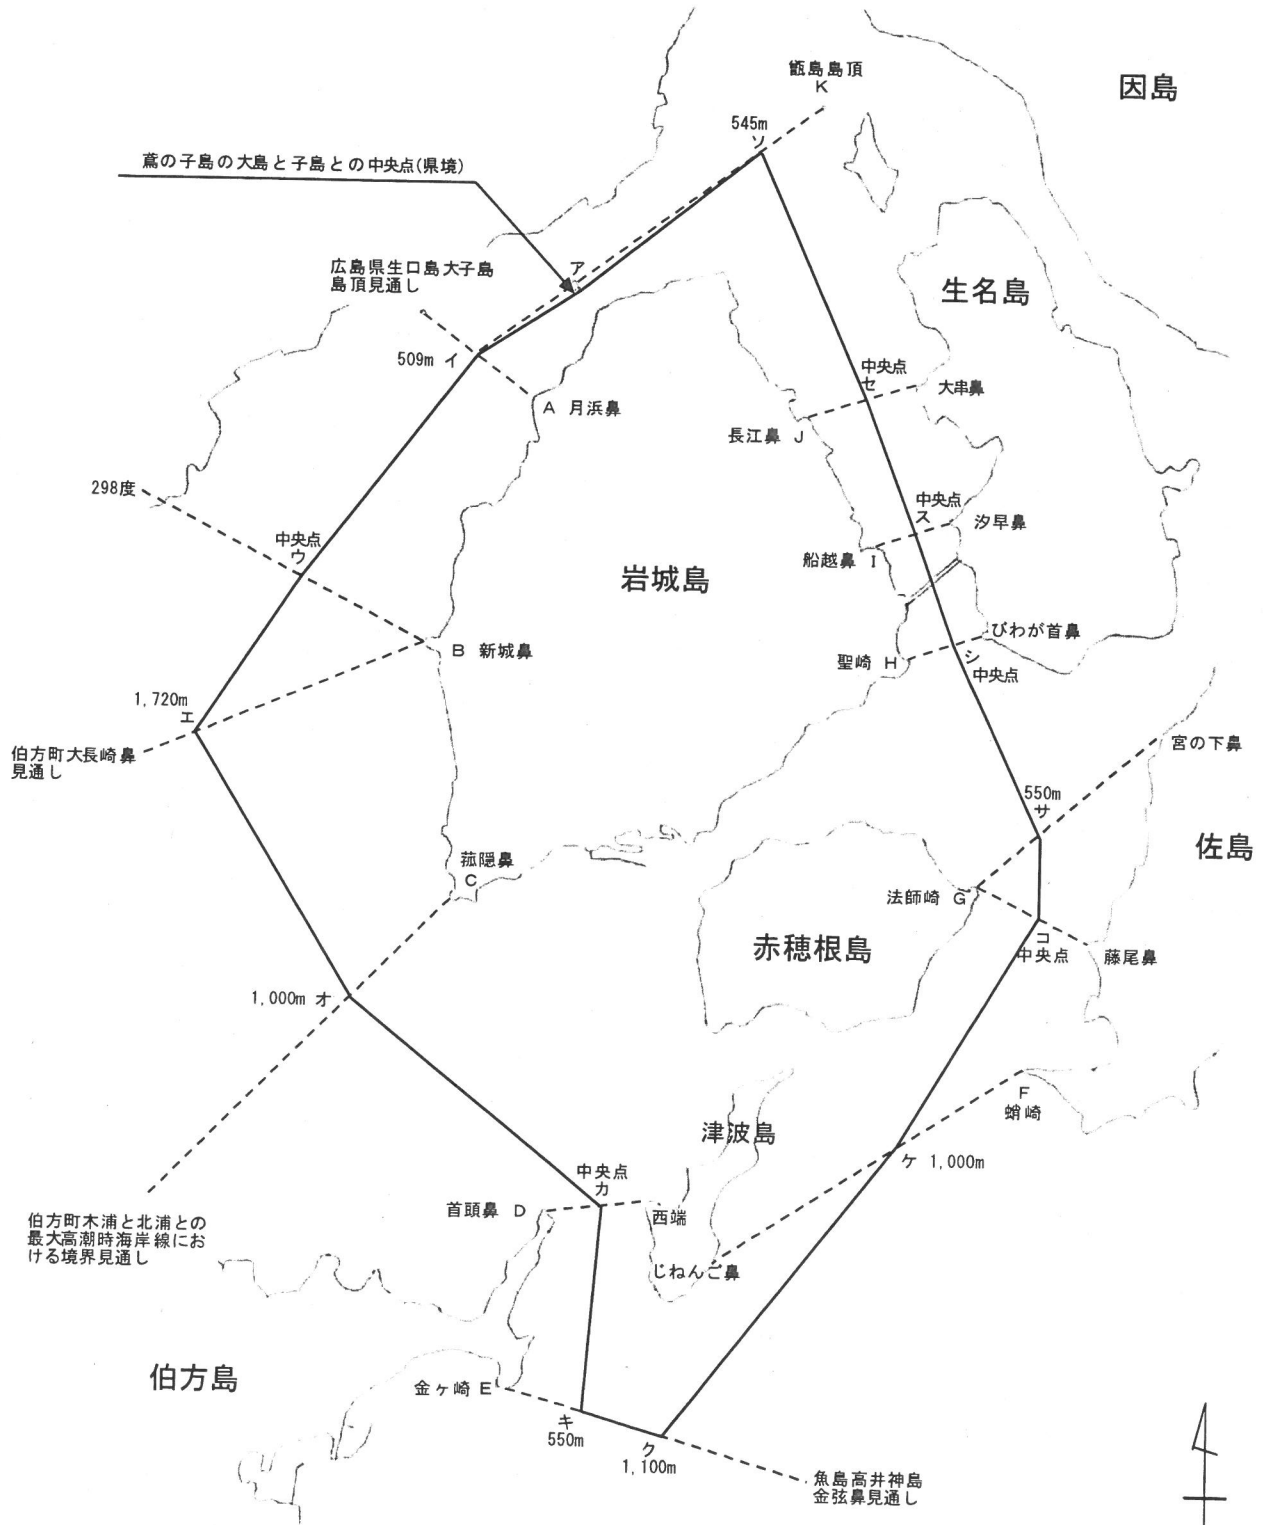 甑島島頂
K
因島
545m
ソ
鳶の子島の大島と子島との中央点(県境)
広島県生口島大子島
島頂見通し
ア
生名島
509m イ
A 月浜鼻
中央点
セ
大串鼻
長江鼻 J
298度
中央点
ウ
中央点
ス
汐早鼻
船越鼻 I
岩城島
B 新城鼻
びわが首鼻
聖崎 H
シ
中央点
1,720m
エ
伯方町大長崎鼻
見通し
宮の下鼻
550m
サ
佐島
菰隠鼻
C
法師崎 G
赤穂根島
コ
中央点
藤尾鼻
1,000m オ
F
蛸崎
津波島
ケ 1,000m
中央点
カ
首頭鼻 D
西端
伯方町木浦と北浦との
最大高潮時海岸線にお
ける境界見通し
じねんご鼻
伯方島
金ヶ崎 E
キ
550m
ク
1,100m
魚島高井神島
金弦鼻見通し